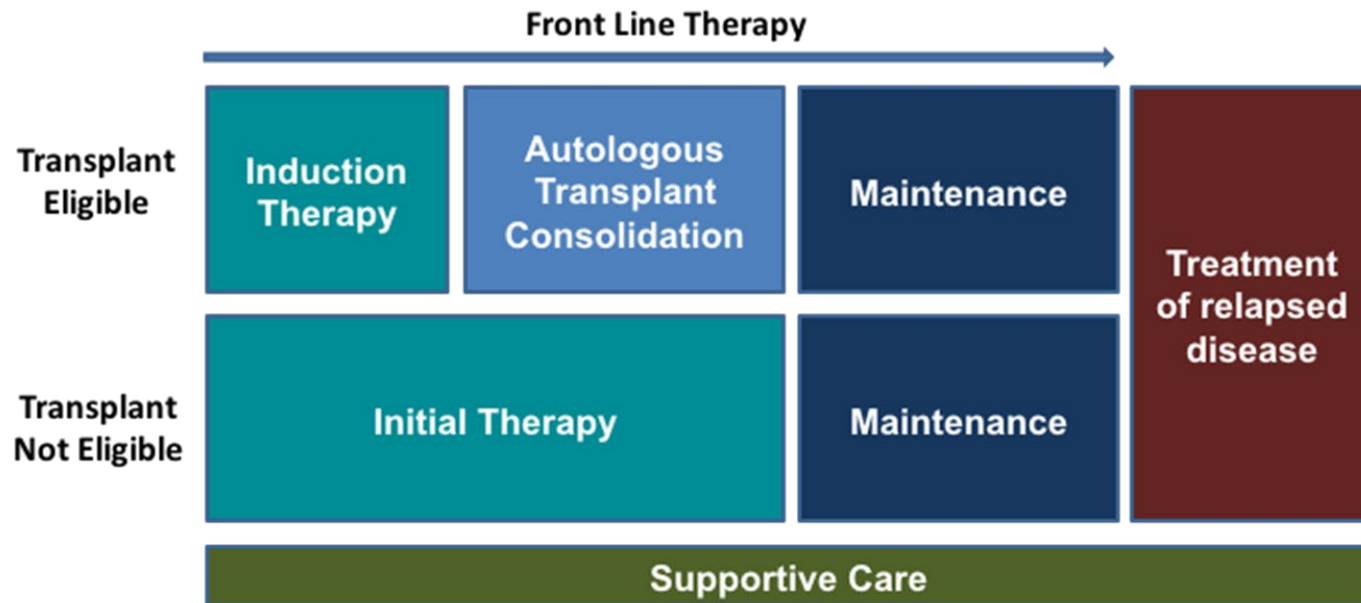 Front Line Therapy
Transplant
Eligible
Induction
Therapy
Autologous
Transplant
Consolidation
Maintenance
Treatment
of relapsed
disease
Transplant
Not Eligible
Initial Therapy
Maintenance
Supportive Care